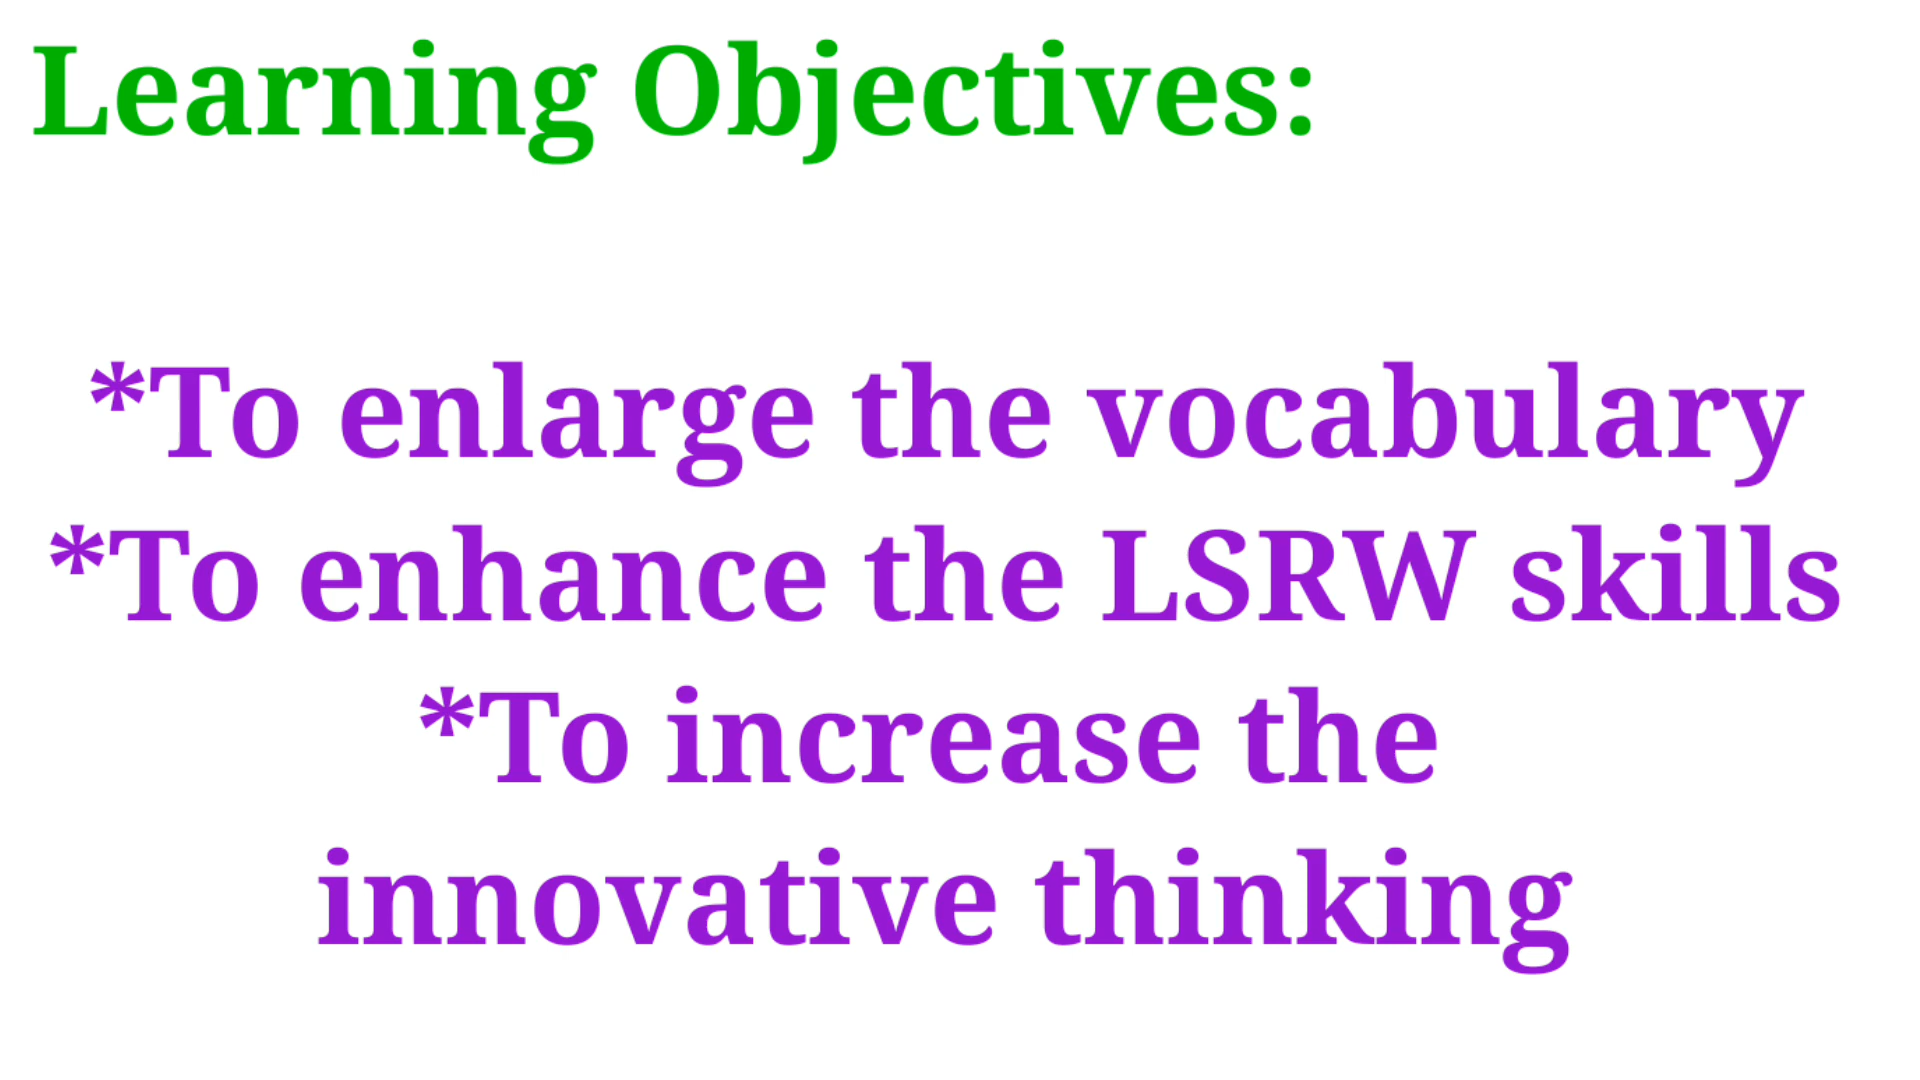 Learning Objectives:
*To enlarge the vocabulary
*To enhance the LSRW skills
*To increase the
innovative thinking